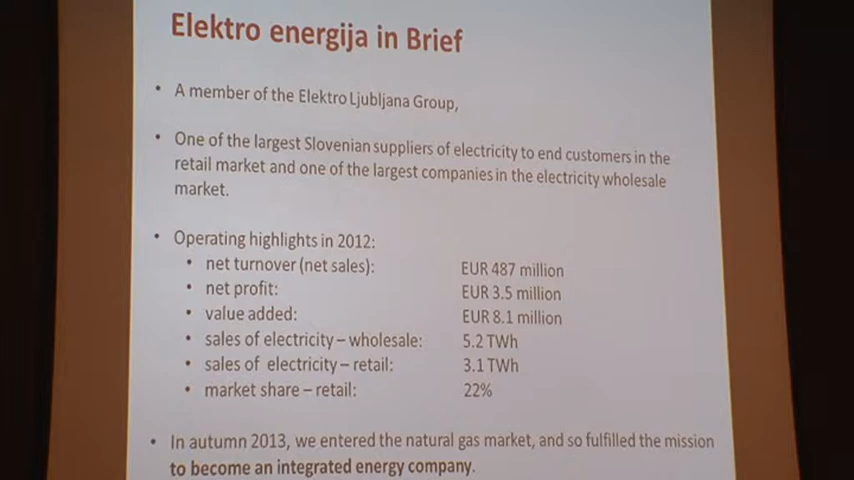 Elektro energija in Brief
• A member of the Elektro Ljubljana Group,
• One of the largest Slovenian suppliers of electricity to end customers in the
retail market and one of the largest companies in the electricity wholesale
market.
• Operating highlights in 2012:
• net turnover (net sales): EUR 487 million
• net profit: EUR 3.5 million
• value added: EUR 8.1 million
• sales of electricity – wholesale: 5.2 TWh
• sales of electricity – retail: 3.1 TWh
• market share – retail: 22%
• In autumn 2013, we entered the natural gas market, and so fulfilled the mission
to become an integrated energy company.